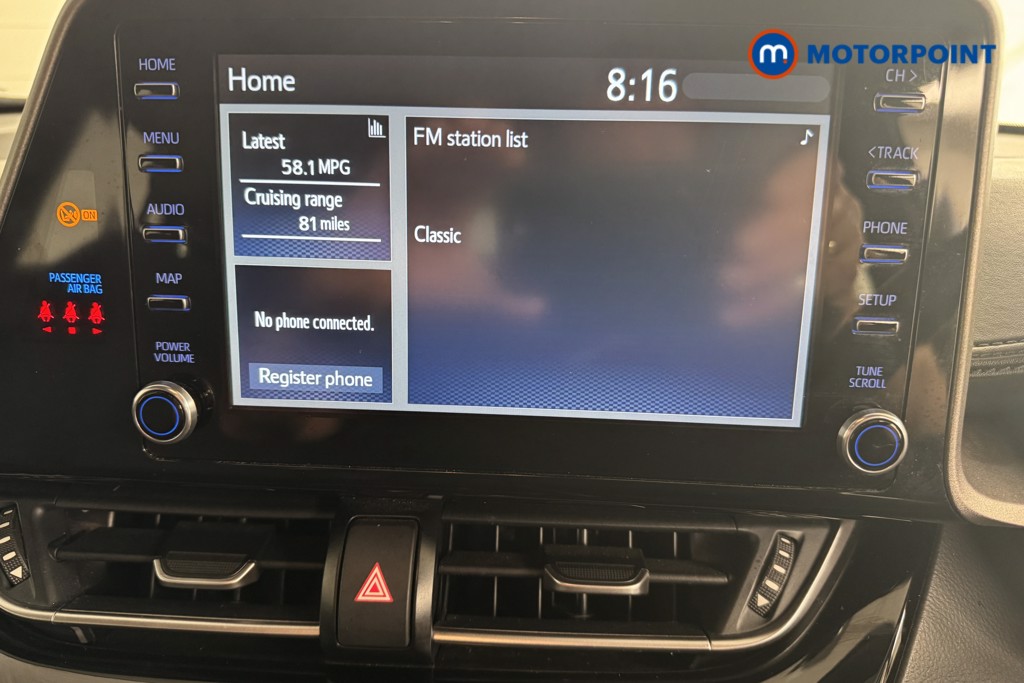 MOTORPOINT
HOME
MENU
AUDIO
MAP
POWER
VOLUME
ON
PASSENGER
AIR BAG
Home
8:16
Latest
58.1 MPG
Cruising range
81 miles
No phone connected.
Register phone
FM station list
Classic
CH >
< TRACK
PHONE
SETUP
TUNE
SCROLL